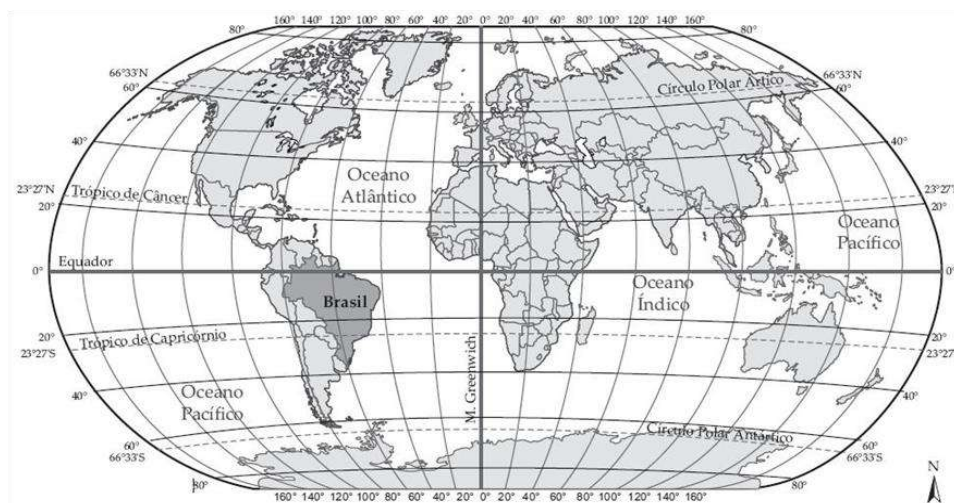 160° 140° 120° 100° 80° 60° 40° 20° 0° 20° 40° 60° 80° 100° 120° 140° 160°
80° 80°
66°33'N 66°33'N
60° Círculo Polar Ártico 60°
40° 40°
Oceano
Atlântico
23°27'N Trópico de Câncer 23°27'N
20° 20°
Oceano
Pacífico
Equador
0° 0°
Brasil
Oceano
Índico
20° 20°
Trópico de Capricórnio
23°27'S 23°27'S
M. Greenwich
40° 40°
Oceano
Pacífico
Círculo Polar Antártico
60° 60°
66°33'S 66°33'S
80° 80°
160° 140° 120° 100° 80° 60° 40° 20° 0° 20° 40° 60° 80° 100° 120° 140° 160°
N